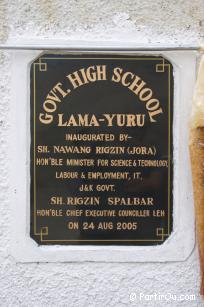 GOVT. HIGH SCHOOL
LAMA-YURU
INAUGURATED BY-
SH. NAWANG RIGZIN (JORA)
HON'BLE MINISTER FOR SCIENCE & TECHNOLOGY,
LABOUR & EMPLOYMENT, IT.
J&K GOVT.
SH. RIGZIN SPALBAR
HON'BLE CHIEF EXECUTIVE COUNCILLER LEH
ON 24 AUG 2005
© PartirOu.com